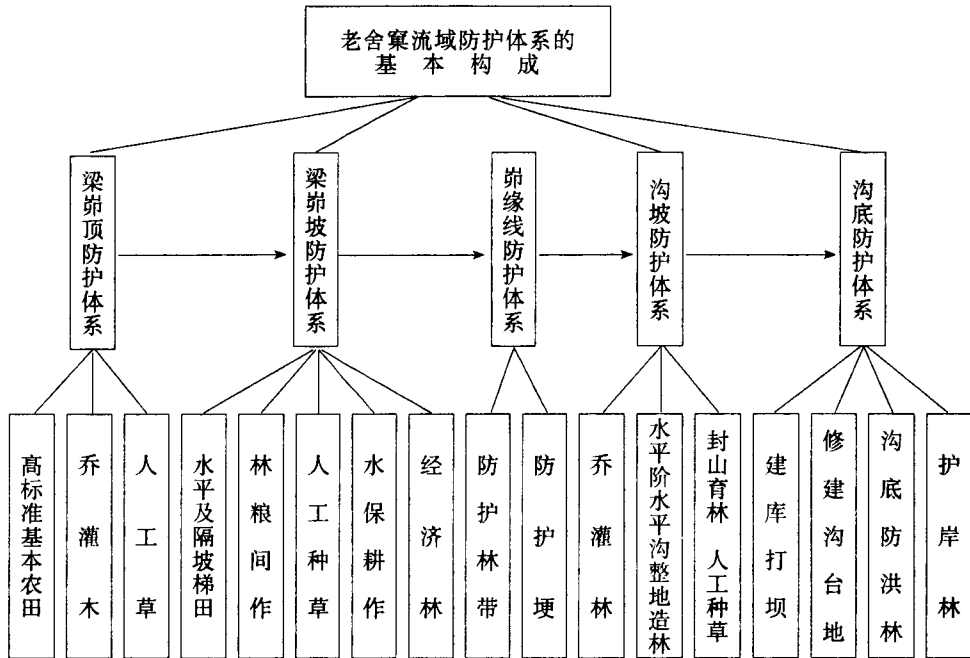 老舍窠流域防护体系的
基本构成
梁峁顶防护体系
梁峁坡防护体系
峁缘线防护体系
沟坡防护体系
沟底防护体系
高标准基本农田
乔灌木
人工草
水平及隔坡梯田
林粮间作
人工种草
水保耕作
经济林
防护林带
防护埂
乔灌林
水平阶水平沟整地造林
封山育林 人工种草
建库打坝
修建沟台地
沟底防洪林
护岸林